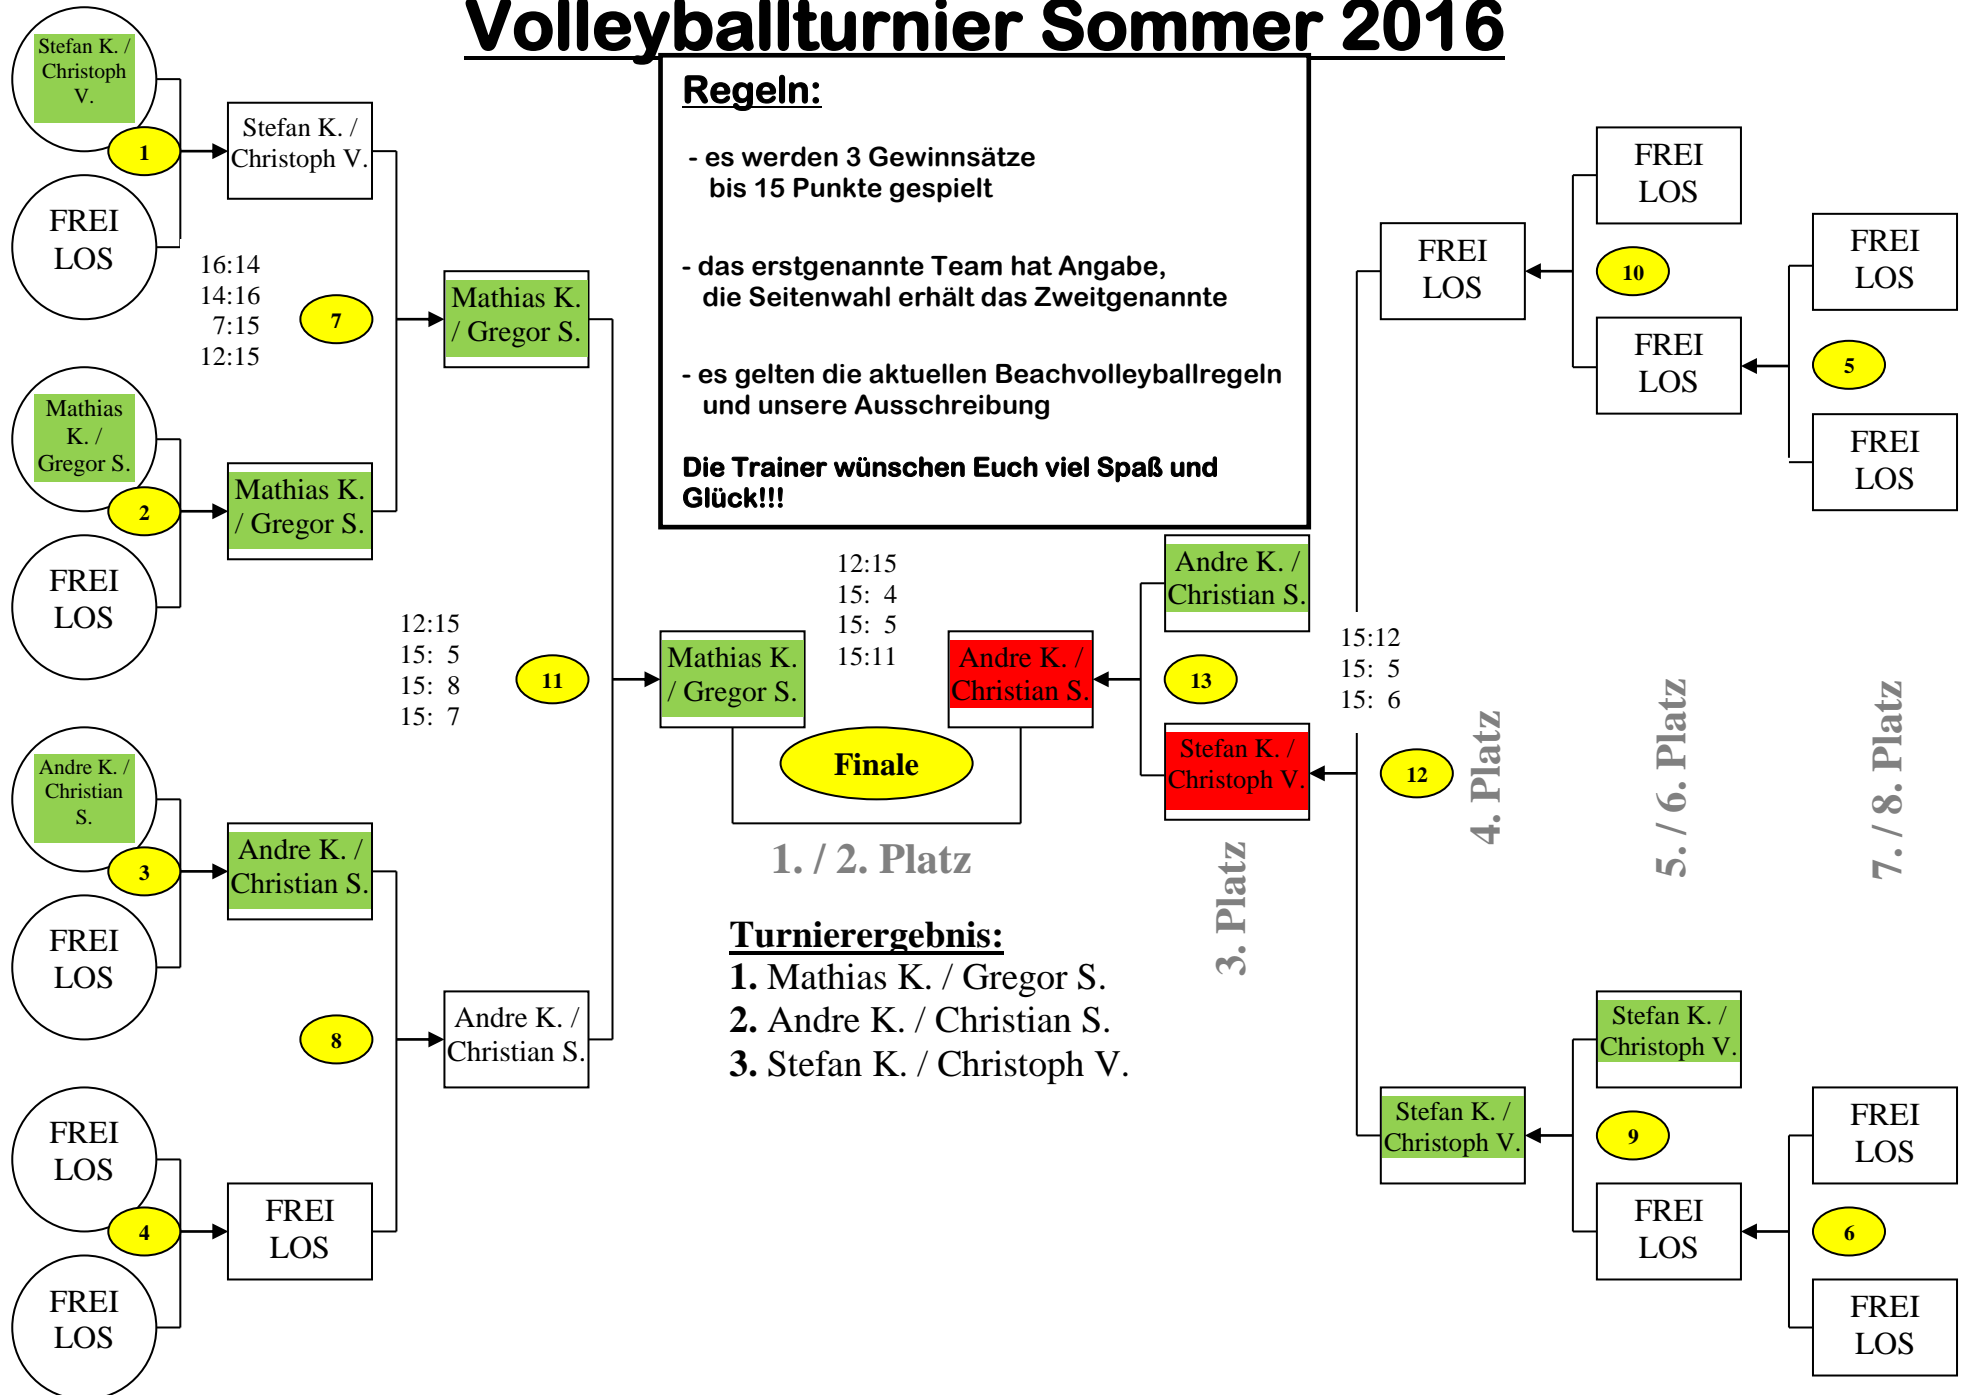 Volleyballturnier Sommer 2016
Regeln:
- es werden 3 Gewinnsätze
bis 15 Punkte gespielt
- das erstgenannte Team hat Angabe,
die Seitenwahl erhält das Zweitgenannte
- es gelten die aktuellen Beachvolleyballregeln
und unsere Ausschreibung
Die Trainer wünschen Euch viel Spaß und
Glück!!!
Stefan K. /
Christoph
V.
1
FREI
LOS
Mathias
K. /
Gregor S.
2
FREI
LOS
Andre K. /
Christian
S.
3
FREI
LOS
FREI
LOS
4
FREI
LOS
Stefan K. /
Christoph V.
16:14
14:16
7:15
12:15
7
Mathias K.
/ Gregor S.
Andre K. /
Christian S.
8
FREI
LOS
Mathias K.
/ Gregor S.
12:15
15: 5
15: 8
15: 7
11
Andre K. /
Christian S.
Mathias K.
/ Gregor S.
12:15
15: 4
15: 5
15:11
Finale
Andre K. /
Christian S.
1. / 2. Platz
Turnierergebnis:
1. Mathias K. / Gregor S.
2. Andre K. / Christian S.
3. Stefan K. / Christoph V.
Andre K. /
Christian S.
13
Stefan K. /
Christoph V.
3. Platz
15:12
15: 5
15: 6
12
4. Platz
FREI
LOS
Stefan K. /
Christoph V.
FREI
LOS
10
FREI
LOS
5. / 6. Platz
Stefan K. /
Christoph V.
9
FREI
LOS
FREI
LOS
5
FREI
LOS
7. / 8. Platz
FREI
LOS
6
FREI
LOS